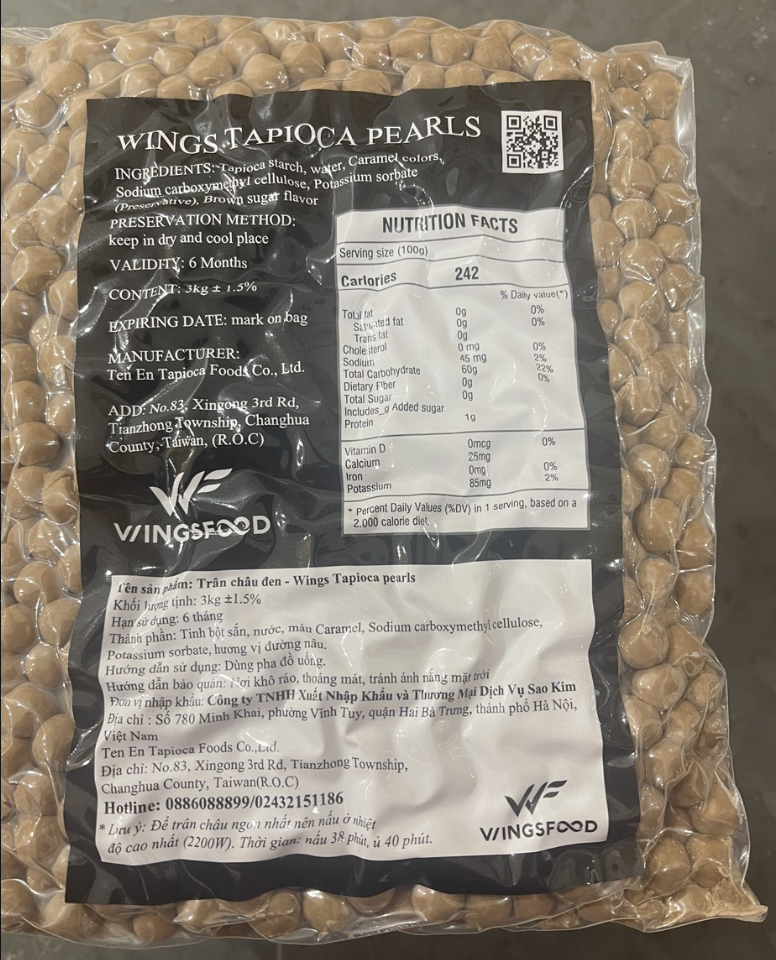 WINGS TAPIOCA PEARLS
INGREDIENTS: Tapioca starch, water, Caramel colors,
Sodium carboxymethyl cellulose, Potassium sorbate
(Preservative), Brown sugar flavor
PRESERVATION METHOD:
keep in dry and cool place
VALIDITY: 6 Months
CONTENT: 3kg ± 1.5%
EXPIRING DATE: mark on bag
MANUFACTURER:
Ten En Tapioca Foods Co., Ltd.
ADD: No.83, Xingong 3rd Rd,
Tianzhong Township, Changhua
County, Taiwan, (R.O.C)
WINGSFOOD
NUTRITION FACTS
Serving size (100g)
Carlories 242
% Daily value(*)
Total fat 0g 0%
Saturated fat 0g 0%
Trans fat 0g
Cholesterol 0 mg 0%
Sodium 45 mg 2%
Total Carbohydrate 60g 22%
Dietary Fiber 0g 0%
Total Sugar 0g
Includes_g Added sugar
Protein 1g
Vitamin D 0mcg 0%
Calcium 25mg
Iron 0mg 0%
Potassium 85mg 2%
* Percent Daily Values (%DV) in 1 serving, based on a
2.000 calorie diet
Tên sản phẩm: Trân châu đen - Wings Tapioca pearls
Khối lượng tịnh: 3kg ±1.5%
Hạn sử dụng: 6 tháng
Thành phần: Tinh bột sắn, nước, màu Caramel, Sodium carboxymethyl cellulose,
Potassium sorbate, hương vị đường nâu.
Hướng dẫn sử dụng: Dùng pha đồ uống.
Hướng dẫn bảo quản: Nơi khô ráo, thoáng mát, tránh ánh nắng mặt trời
Đơn vị nhập khẩu: Công ty TNHH Xuất Nhập Khẩu và Thương Mại Dịch Vụ Sao Kim
Địa chỉ : Số 780 Minh Khai, phường Vĩnh Tuy, quận Hai Bà Trưng, thành phố Hà Nội,
Việt Nam
Ten En Tapioca Foods Co.,Ltd.
Địa chỉ: No.83, Xingong 3rd Rd, Tianzhong Township,
Changhua County, Taiwan(R.O.C)
Hotline: 0886088899/02432151186
* Lưu ý: Để trân châu ngon nhất nên nấu ở nhiệt
độ cao nhất (2200W). Thời gian: nấu 38 phút, ủ 40 phút.
WINGSFOOD